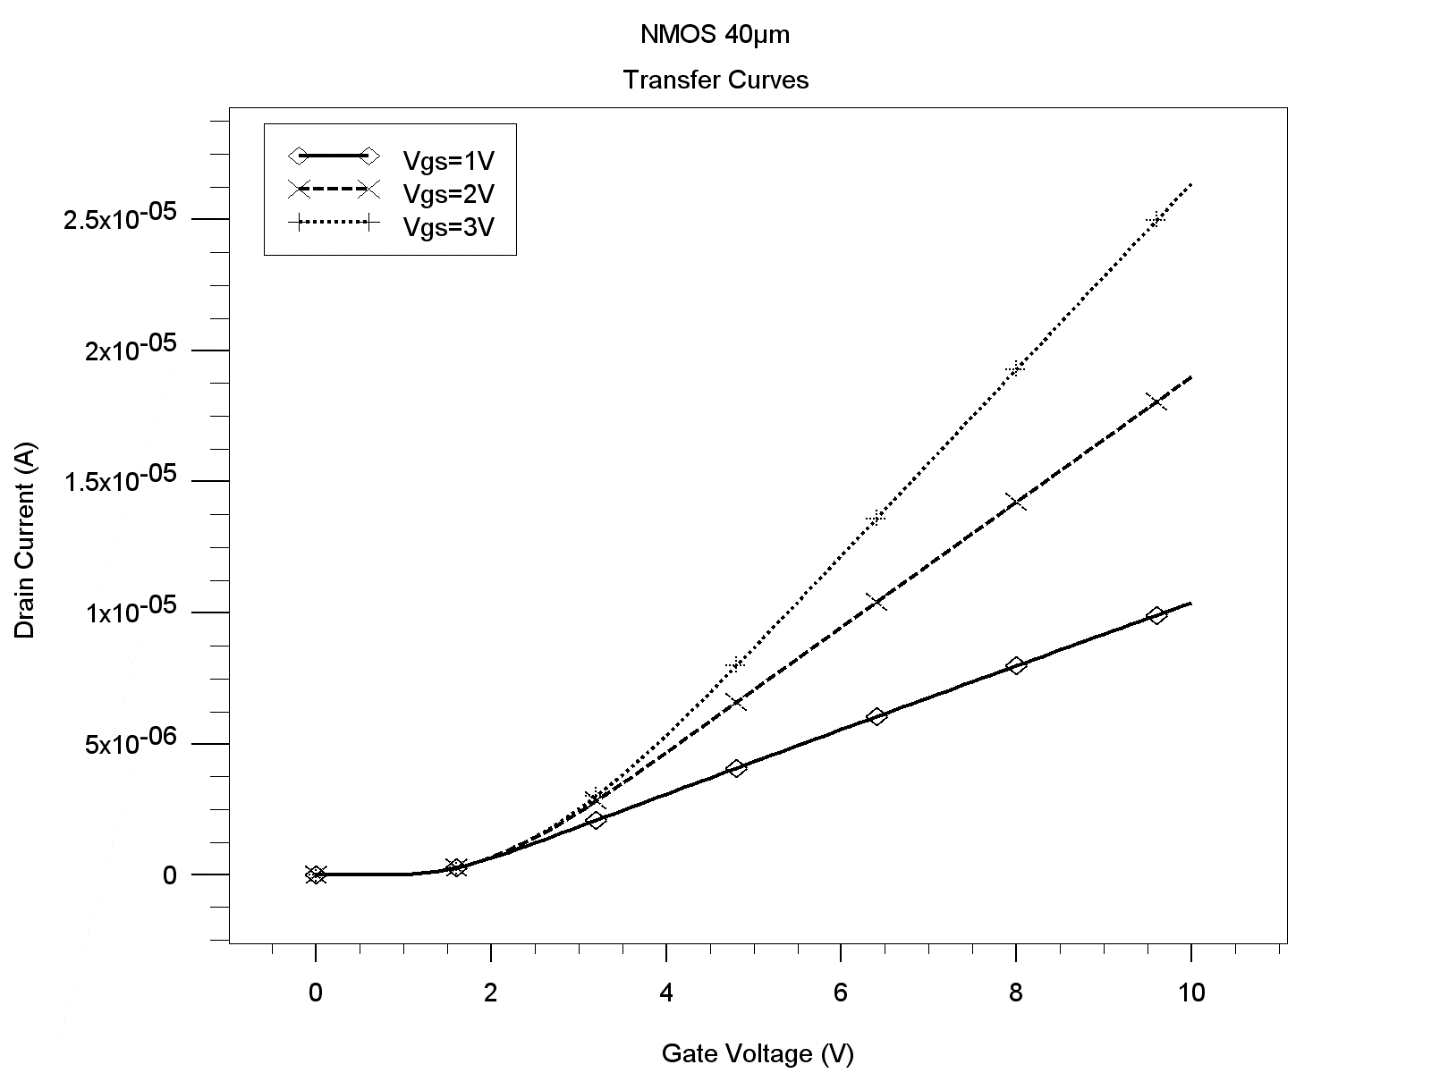 NMOS 40µm
Transfer Curves
Vgs=1V
Vgs=2V
Vgs=3V
2.5x10-05
2x10-05
1.5x10-05
1x10-05
5x10-06
0
Drain Current (A)
0 2 4 6 8 10
Gate Voltage (V)